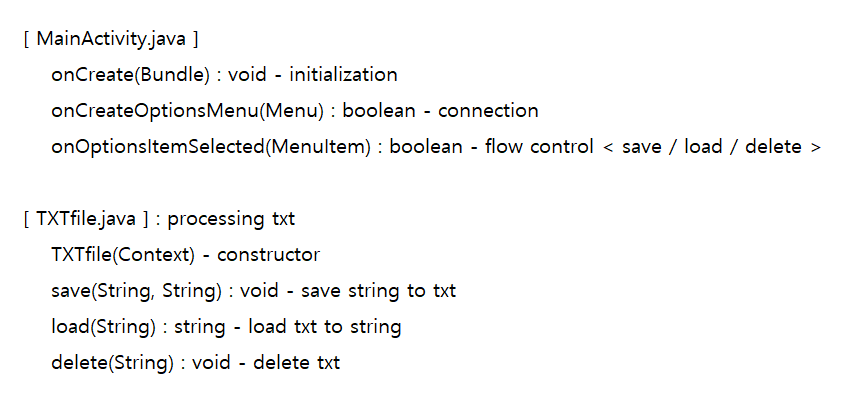 [ MainActivity.java ]
onCreate(Bundle) : void - initialization
onCreateOptionsMenu(Menu) : boolean - connection
onOptionsItemSelected(MenuItem) : boolean - flow control < save / load / delete >
[ TXTfile.java ] : processing txt
TXTfile(Context) - constructor
save(String, String) : void - save string to txt
load(String) : string - load txt to string
delete(String) : void - delete txt